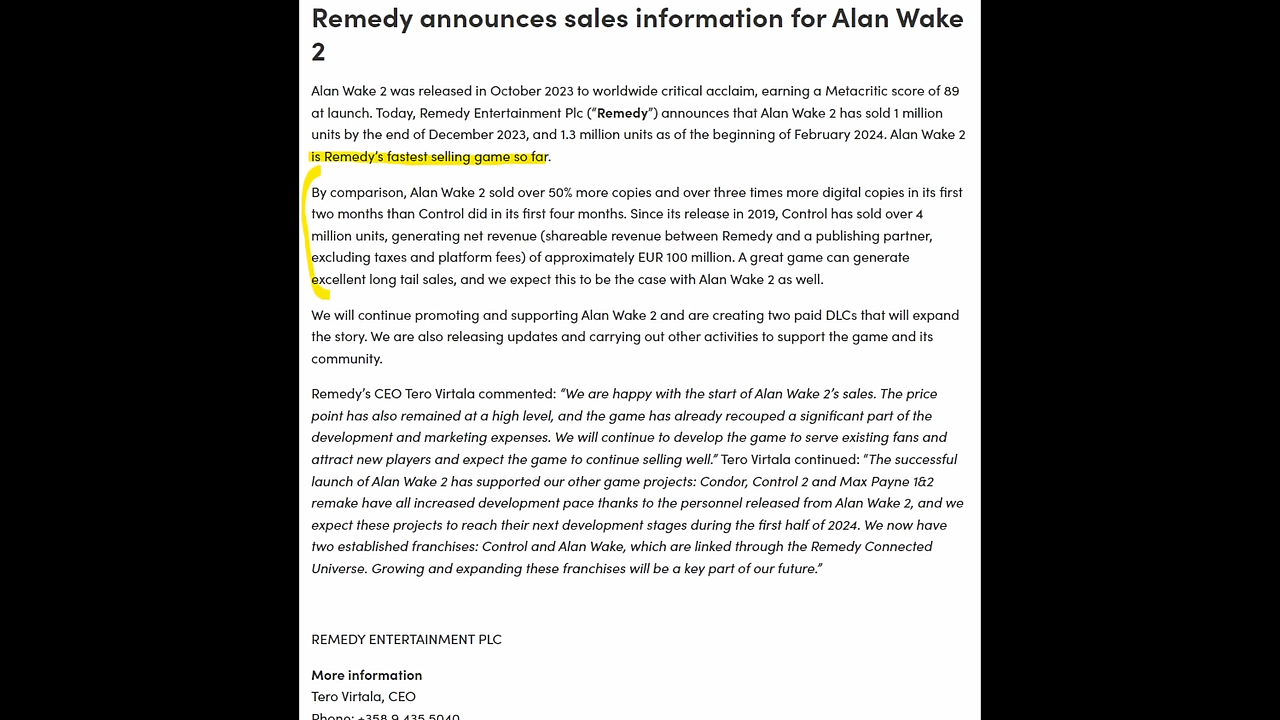 Remedy announces sales information for Alan Wake
2
Alan Wake 2 was released in October 2023 to worldwide critical acclaim, earning a Metacritic score of 89
at launch. Today, Remedy Entertainment Plc (“Remedy”) announces that Alan Wake 2 has sold 1 million
units by the end of December 2023, and 1.3 million units as of the beginning of February 2024. Alan Wake 2
is Remedy’s fastest selling game so far.
By comparison, Alan Wake 2 sold over 50% more copies and over three times more digital copies in its first
two months than Control did in its first four months. Since its release in 2019, Control has sold over 4
million units, generating net revenue (shareable revenue between Remedy and a publishing partner,
excluding taxes and platform fees) of approximately EUR 100 million. A great game can generate
excellent long tail sales, and we expect this to be the case with Alan Wake 2 as well.
We will continue promoting and supporting Alan Wake 2 and are creating two paid DLCs that will expand
the story. We are also releasing updates and carrying out other activities to support the game and its
community.
Remedy’s CEO Tero Virtala commented: “We are happy with the start of Alan Wake 2’s sales. The price
point has also remained at a high level, and the game has already recouped a significant part of the
development and marketing expenses. We will continue to develop the game to serve existing fans and
attract new players and expect the game to continue selling well.” Tero Virtala continued: “The successful
launch of Alan Wake 2 has supported our other game projects: Condor, Control 2 and Max Payne 1&2
remake have all increased development pace thanks to the personnel released from Alan Wake 2, and we
expect these projects to reach their next development stages during the first half of 2024. We now have
two established franchises: Control and Alan Wake, which are linked through the Remedy Connected
Universe. Growing and expanding these franchises will be a key part of our future.”
REMEDY ENTERTAINMENT PLC
More information
Tero Virtala, CEO
Phone: +358 9 435 5040